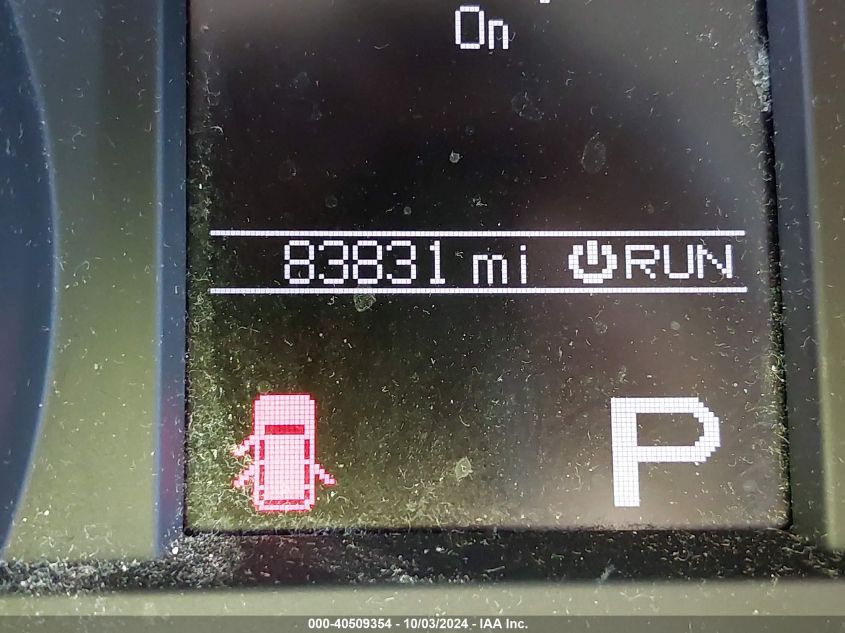 On
83831 mi RUN
P
000-40509354 - 10/03/2024 - IAA Inc.